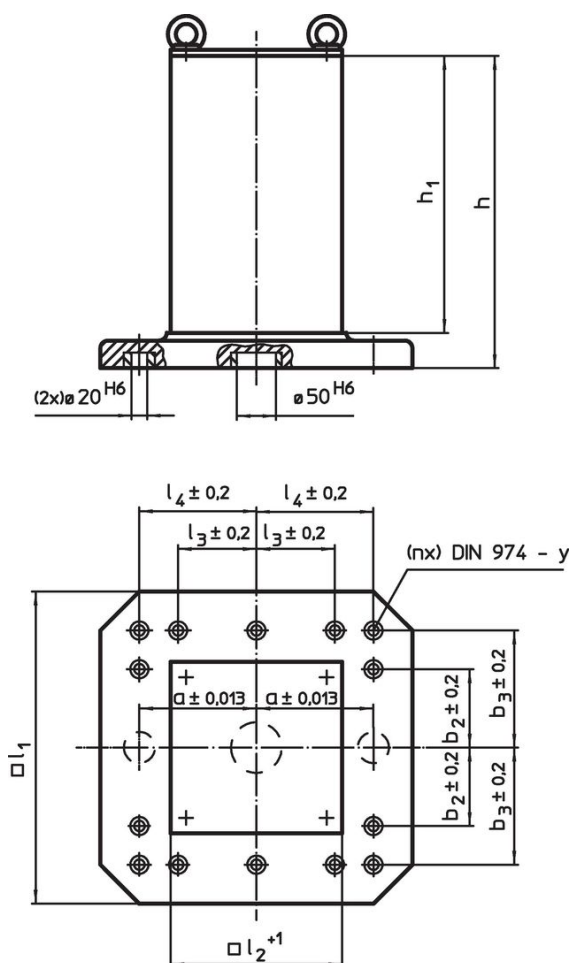 h₁
h
(2x)ø20 H6
ø50 H6
l₄ ± 0,2
l₄ ± 0,2
l₃ ± 0,2
l₃ ± 0,2
(nx) DIN 974 - y
a ± 0,013
a ± 0,013
b₂ ± 0,2
b₃ ± 0,2
□ l₁
b₂ ± 0,2
b₃ ± 0,2
□ l₂ +1